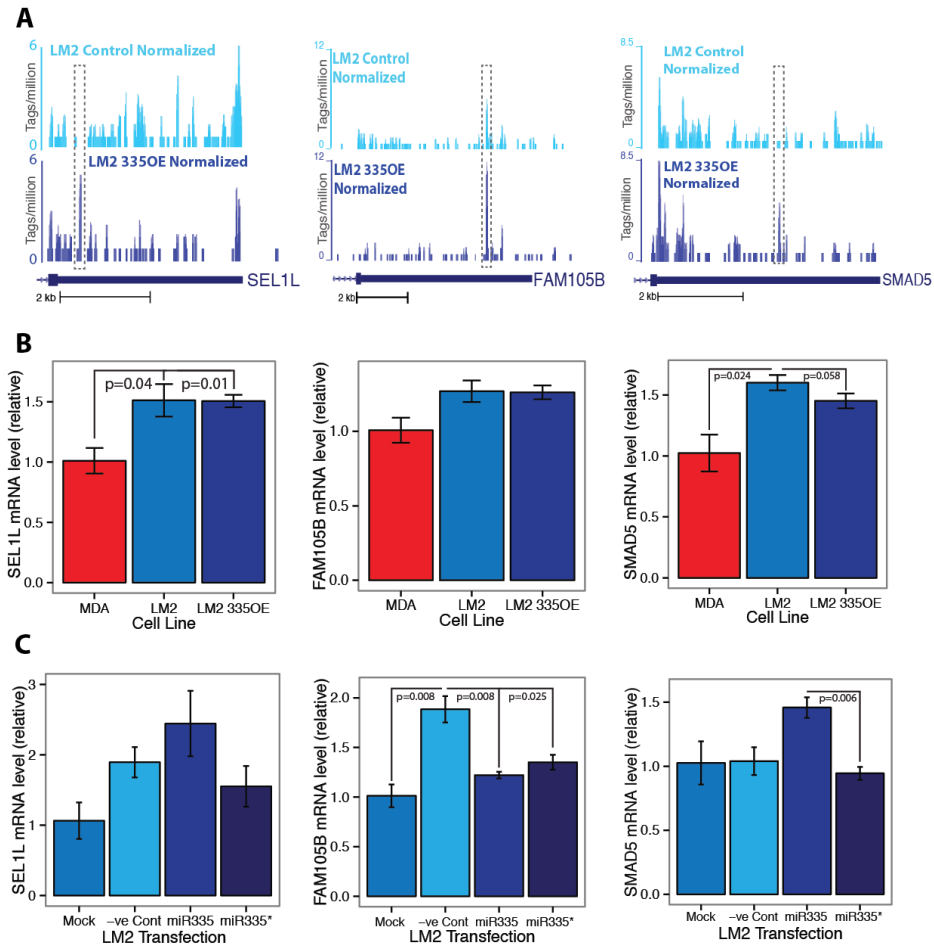 A
6
LM2 Control Normalized
Tags/million
0
6
LM2 335OE Normalized
Tags/million
0
SEL1L
2 kb
12
LM2 Control
Normalized
Tags/million
0
12
LM2 335OE
Normalized
Tags/million
0
FAM105B
2 kb
8.5
LM2 Control
Normalized
Tags/million
0
8.5
LM2 335OE
Normalized
Tags/million
0
SMAD5
2 kb
B
SEL1L mRNA level (relative)
1.5
1.0
0.5
0.0
p=0.04
p=0.01
MDA
LM2
LM2 335OE
Cell Line
FAM105B mRNA level (relative)
1.0
0.5
0.0
MDA
LM2
LM2 335OE
Cell Line
SMAD5 mRNA level (relative)
1.5
1.0
0.5
0.0
p=0.024
p=0.058
MDA
LM2
LM2 335OE
Cell Line
C
SEL1L mRNA level (relative)
3
2
1
0
Mock
−ve Cont
miR335
miR335*
LM2 Transfection
FAM105B mRNA level (relative)
2.0
1.5
1.0
0.5
0.0
p=0.008
p=0.008
p=0.025
Mock
−ve Cont
miR335
miR335*
LM2 Transfection
SMAD5 mRNA level (relative)
1.5
1.0
0.5
0.0
p=0.006
Mock
−ve Cont
miR335
miR335*
LM2 Transfection